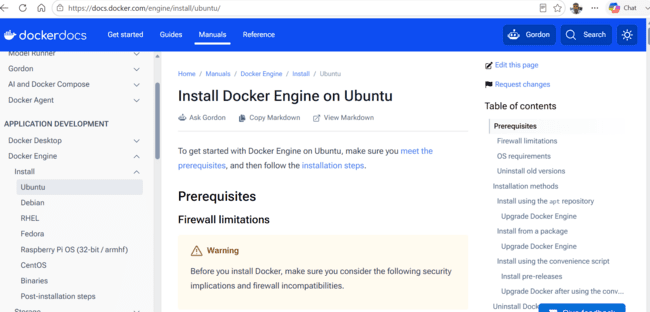 https://docs.docker.com/engine/install/ubuntu/
Chat
dockerdocs
Get started
Guides
Manuals
Reference
Gordon
Search
Model Runner
Gordon
AI and Docker Compose
Docker Agent
APPLICATION DEVELOPMENT
Docker Desktop
Docker Engine
Install
Ubuntu
Debian
RHEL
Fedora
Raspberry Pi OS (32-bit / armhf)
CentOS
Binaries
Post-installation steps
Storage
Home / Manuals / Docker Engine / Install / Ubuntu
Install Docker Engine on Ubuntu
Ask Gordon
Copy Markdown
View Markdown
To get started with Docker Engine on Ubuntu, make sure you meet the
prerequisites, and then follow the installation steps.
Prerequisites
Firewall limitations
Warning
Before you install Docker, make sure you consider the following security
implications and firewall incompatibilities.
Edit this page
Request changes
Table of contents
Prerequisites
Firewall limitations
OS requirements
Uninstall old versions
Installation methods
Install using the apt repository
Upgrade Docker Engine
Install from a package
Upgrade Docker Engine
Install using the convenience script
Install pre-releases
Upgrade Docker after using the conv...
Uninstall Dock
Give feedback